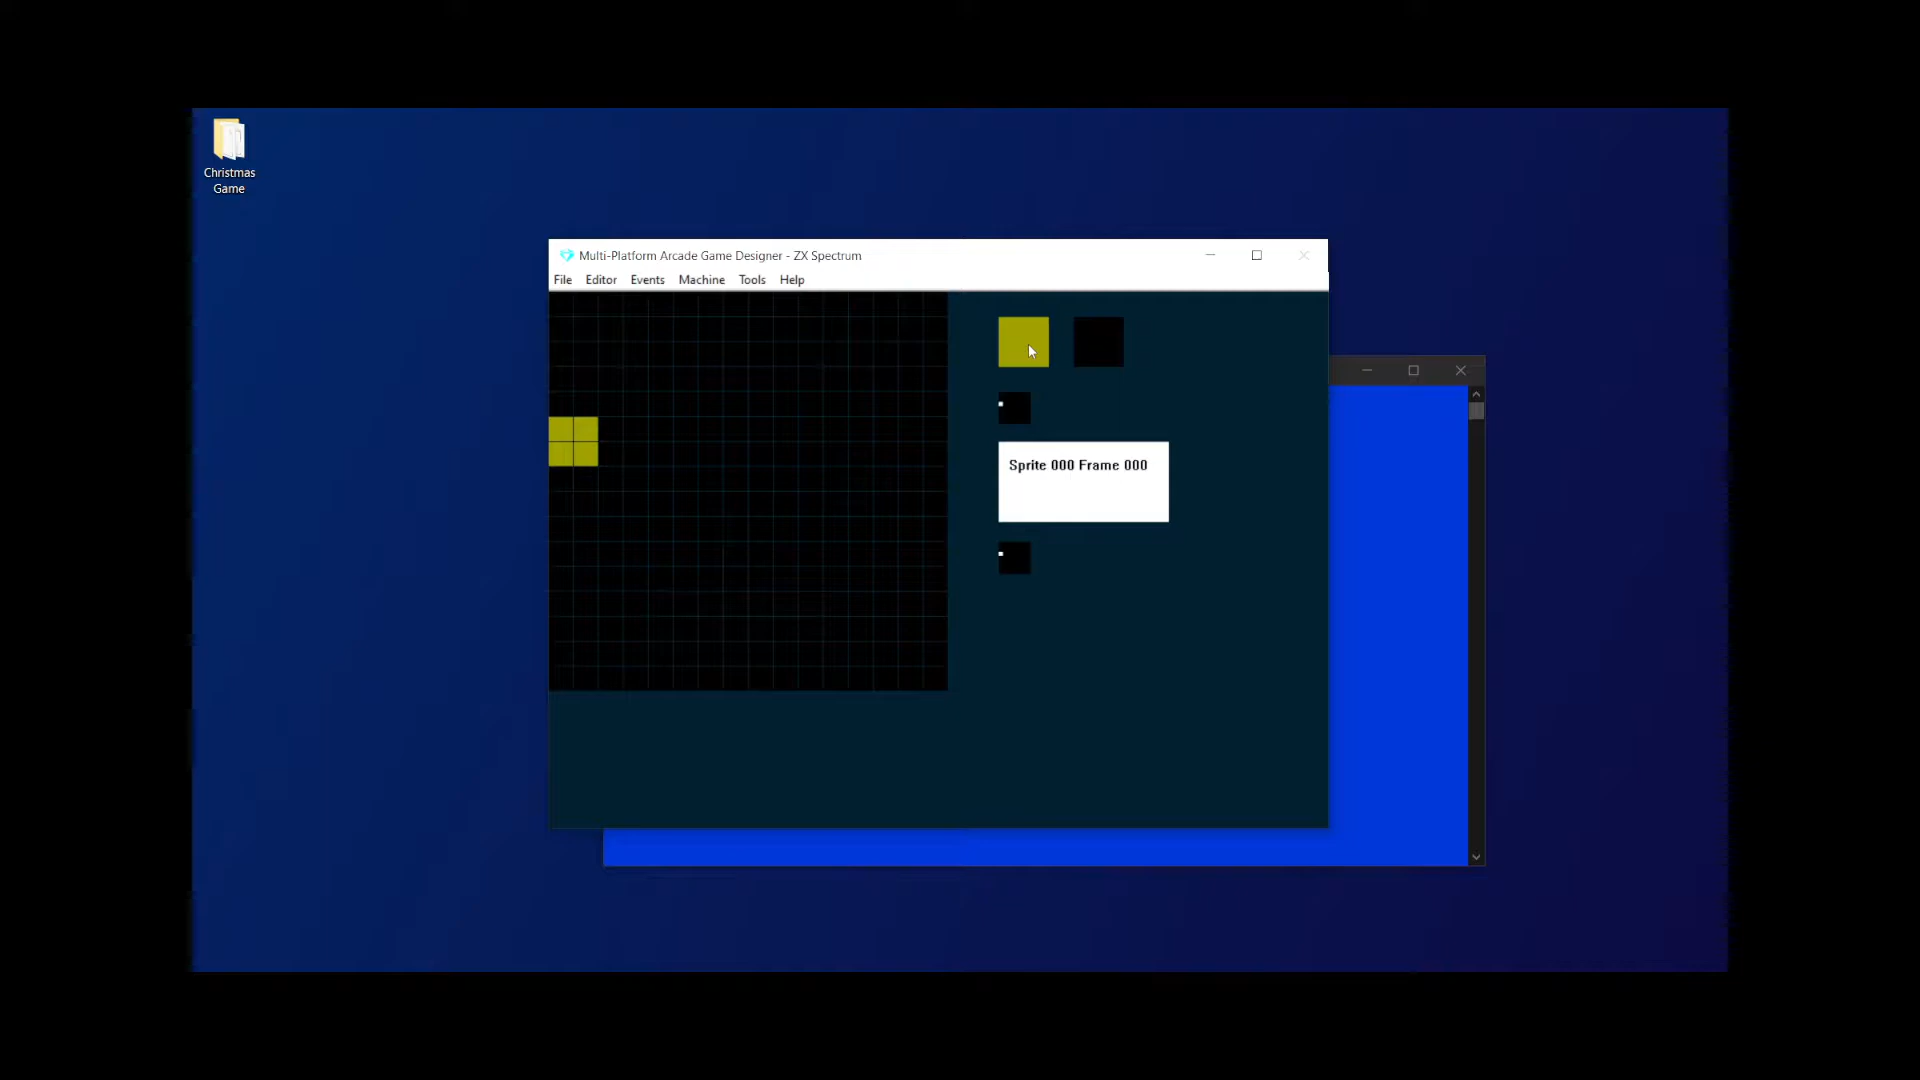 Christmas
Game
Multi-Platform Arcade Game Designer - ZX Spectrum
File Editor Events Machine Tools Help
Sprite 000 Frame 000